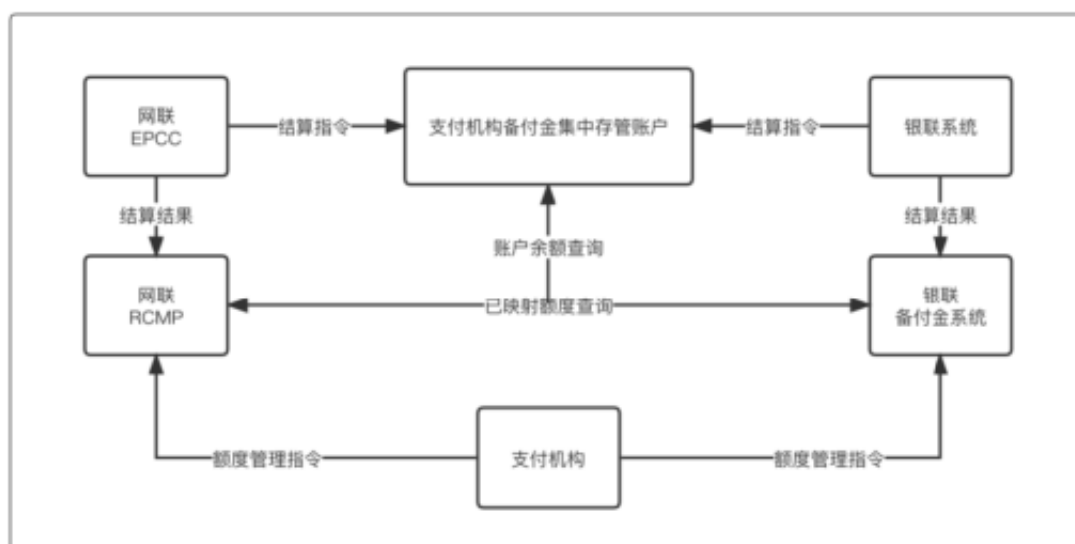 网联
EPCC
结算指令
支付机构备付金集中存管账户
结算指令
银联系统
结算结果
结算结果
账户余额查询
网联
RCMP
已映射额度查询
银联
备付金系统
额度管理指令
支付机构
额度管理指令